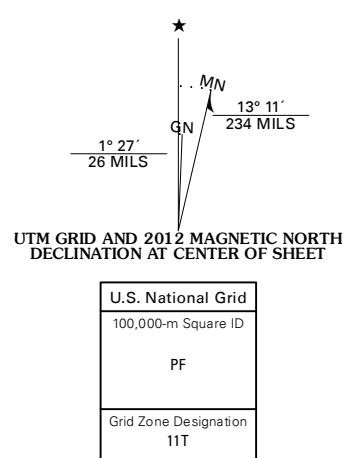 ★
MN
GN
13° 11´
234 MILS
1° 27´
26 MILS
UTM GRID AND 2012 MAGNETIC NORTH
DECLINATION AT CENTER OF SHEET
U.S. National Grid
100,000-m Square ID
PF
Grid Zone Designation
11T